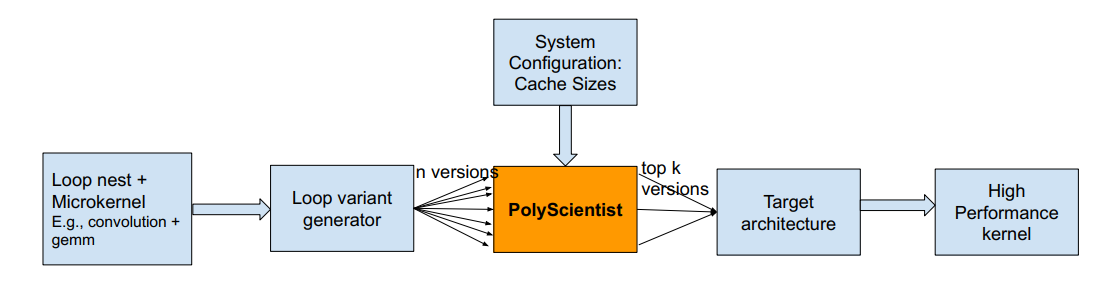 System
Configuration:
Cache Sizes
Loop nest +
Microkernel
E.g., convolution +
gemm
Loop variant
generator
n versions
PolyScientist
top k
versions
Target
architecture
High
Performance
kernel